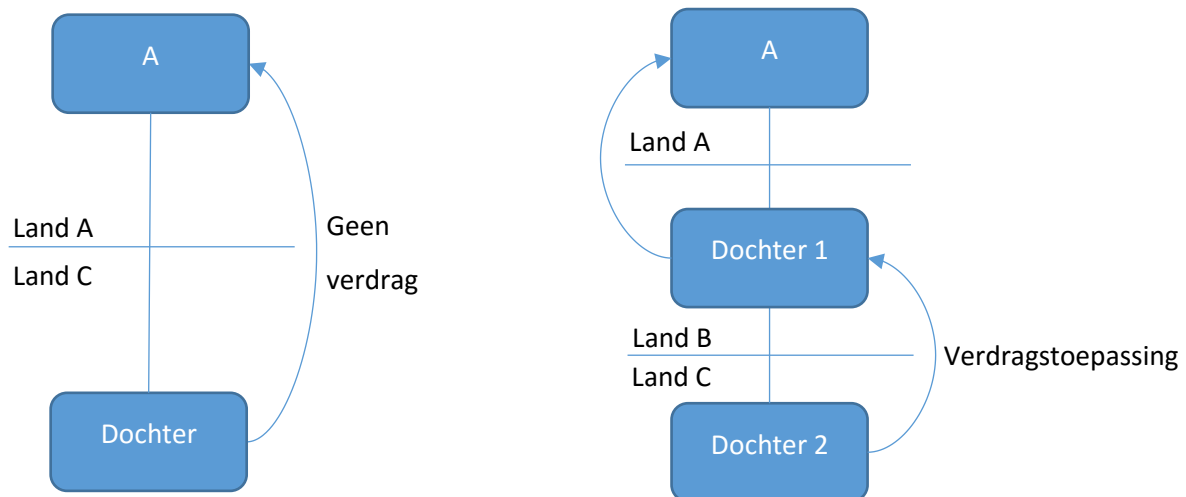 A
Land A
Land C
Geen
verdrag
Dochter
A
Land A
Dochter 1
Land B
Land C
Verdragstoepassing
Dochter 2